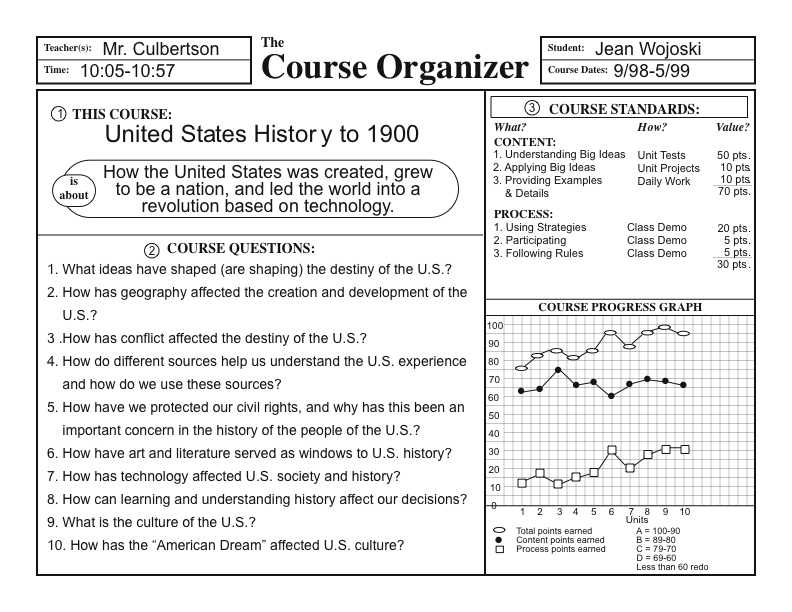 Teacher(s): Mr. Culbertson
Time: 10:05-10:57
The
Course Organizer
Student: Jean Wojoski
Course Dates: 9/98-5/99
1 THIS COURSE:
United States History to 1900
is
about
How the United States was created, grew
to be a nation, and led the world into a
revolution based on technology.
2 COURSE QUESTIONS:
1. What ideas have shaped (are shaping) the destiny of the U.S.?
2. How has geography affected the creation and development of the
U.S.?
3 .How has conflict affected the destiny of the U.S.?
4. How do different sources help us understand the U.S. experience
and how do we use these sources?
5. How have we protected our civil rights, and why has this been an
important concern in the history of the people of the U.S.?
6. How have art and literature served as windows to U.S. history?
7. How has technology affected U.S. society and history?
8. How can learning and understanding history affect our decisions?
9. What is the culture of the U.S.?
10. How has the “American Dream” affected U.S. culture?
3 COURSE STANDARDS:
What? How? Value?
CONTENT:
1. Understanding Big Ideas Unit Tests 50 pts.
2. Applying Big Ideas Unit Projects 10 pts.
3. Providing Examples Daily Work 10 pts.
& Details 70 pts.
PROCESS:
1. Using Strategies Class Demo 20 pts.
2. Participating Class Demo 5 pts.
3. Following Rules Class Demo 5 pts.
30 pts.
COURSE PROGRESS GRAPH
100
90
80
70
60
50
40
30
20
10
0
1 2 3 4 5 6 7 8 9 10
Units
Total points earned A = 100-90
Content points earned B = 89-80
Process points earned C = 79-70
D = 69-60
Less than 60 redo